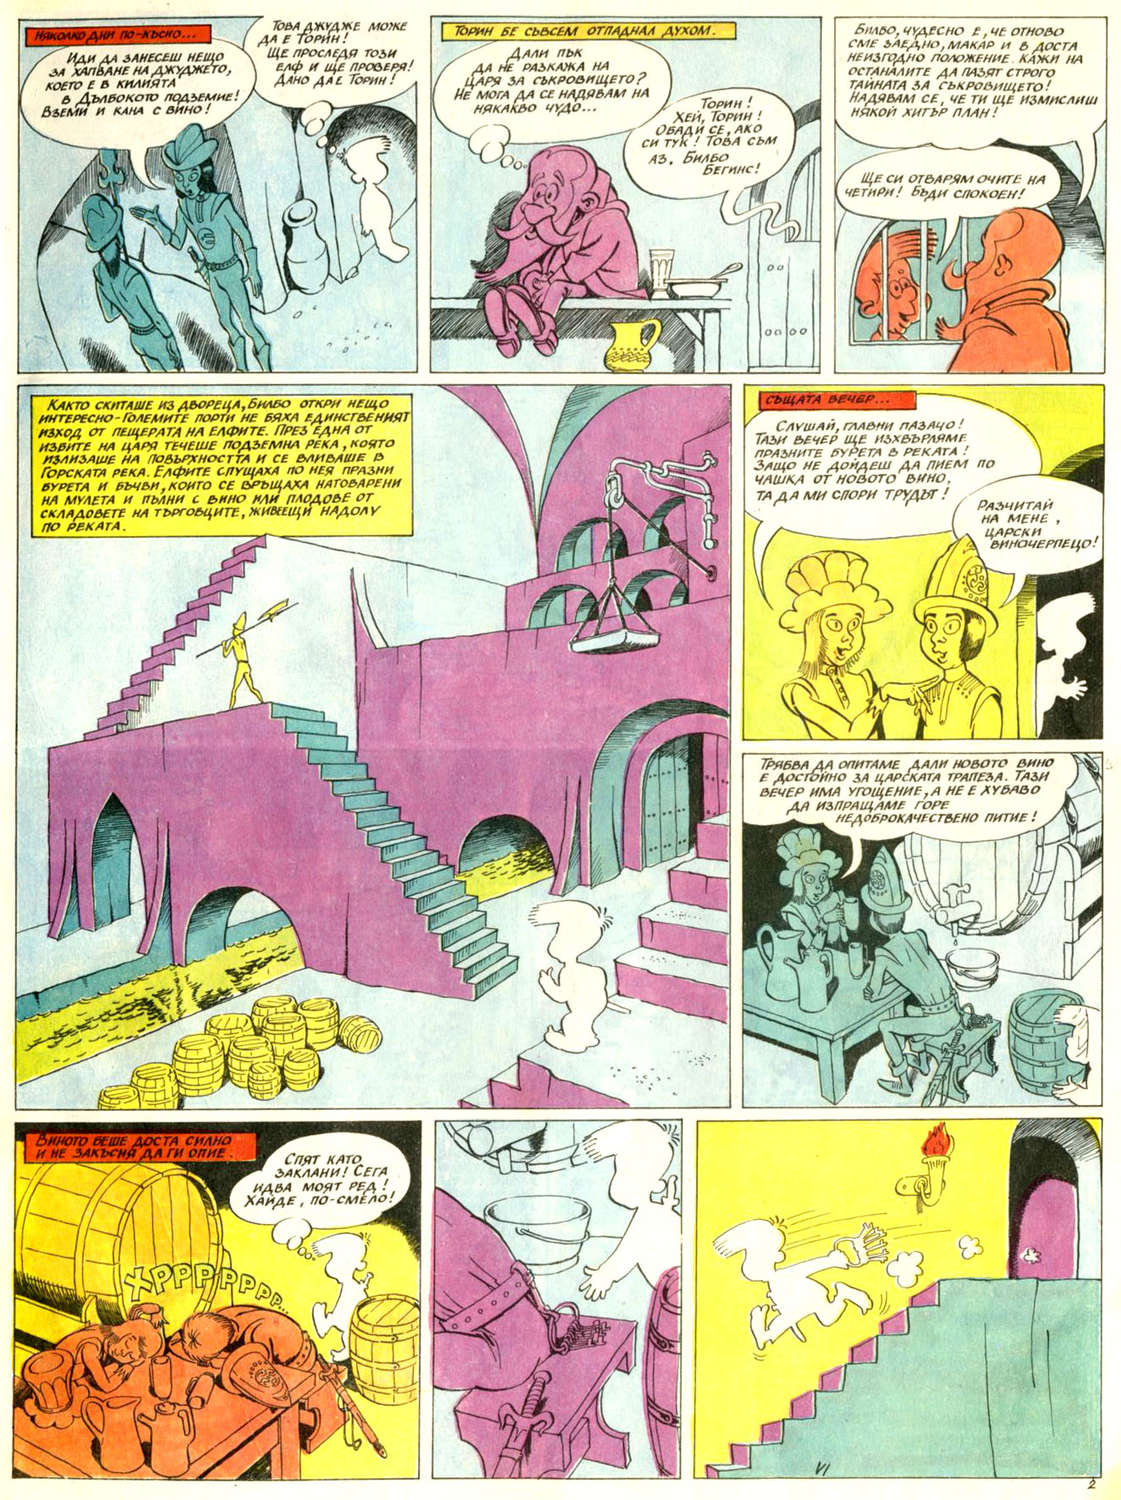 НЯКОЛКО ДНИ ПО-КЪСНО...
ИДИ ДА ЗАНЕСЕШ НЕЩО
ЗА ХАПВАНЕ НА ДЖУДЖЕТО,
КОЕТО Е В КИЛИЯТА
В ДЪЛБОКОТО ПОДЗЕМИЕ!
ВЗЕМИ И КАНА С ВИНО!
ТОВА ДЖУДЖЕ МОЖЕ
ДА Е ТОРИН!
ЩЕ ПРОСЛЕДЯ ТОЗИ
ЕЛФ И ЩЕ ПРОВЕРЯ!
ДАНО ДА Е ТОРИН!
ТОРИН БЕ СЪВСЕМ ОТПАДНАЛ ДУХОМ.
ДАЛИ ПЪК
ДА НЕ РАЗКАЖА НА
ЦАРЯ ЗА СЪКРОВИЩЕТО?
НЕ МОГА ДА СЕ НАДЯВАМ НА
НЯКАКВО ЧУДО...
ТОРИН!
ХЕЙ, ТОРИН!
ОБАДИ СЕ, АКО
СИ ТУК! ТОВА СЪМ
АЗ, БИЛБО
БЕГИНС!
БИЛБО, ЧУДЕСНО Е, ЧЕ ОТНОВО
СМЕ ЗАЕДНО, МАКАР И В ДОСТА
НЕИЗГОДНО ПОЛОЖЕНИЕ. КАЖИ НА
ОСТАНАЛИТЕ ДА ПАЗЯТ СТРОГО
ТАЙНАТА ЗА СЪКРОВИЩЕТО!
НАДЯВАМ СЕ, ЧЕ ТИ ЩЕ ИЗМИСЛИШ
НЯКОЙ ХИТЪР ПЛАН!
ЩЕ СИ ОТВАРЯМ ОЧИТЕ НА
ЧЕТИРИ! БЪДИ СПОКОЕН!
КАКТО СКИТАШЕ ИЗ ДВОРЕЦА, БИЛБО ОТКРИ НЕЩО
ИНТЕРЕСНО-ГОЛЕМИТЕ ПОРТИ НЕ БЯХА ЕДИНСТВЕНИЯТ
ИЗХОД ОТ ПЕЩЕРАТА НА ЕЛФИТЕ. ПРЕЗ ЕДНА ОТ
ИЗБИТЕ НА ЦАРЯ ТЕЧЕШЕ ПОДЗЕМНА РЕКА, КОЯТО
ИЗЛИЗАШЕ НА ПОВЪРХНОСТТА И СЕ ВЛИВАШЕ В
ГОРСКАТА РЕКА. ЕЛФИТЕ СПУЩАХА ПО НЕЯ ПРАЗНИ
БУРЕТА И БЪЧВИ, КОИТО СЕ ВРЪЩАХА НАТОВАРЕНИ
НА МУЛЕТА И ПЪЛНИ С ВИНО ИЛИ ПЛОДОВЕ ОТ
СКЛАДОВЕТЕ НА ТЪРГОВЦИТЕ, ЖИВЕЕЩИ НАДОЛУ
ПО РЕКАТА.
СЪЩАТА ВЕЧЕР...
СЛУШАЙ, ГЛАВНИ ПАЗАЧО!
ТАЗИ ВЕЧЕР ЩЕ ИЗХВЪРЛЯМЕ
ПРАЗНИТЕ БУРЕТА В РЕКАТА!
ЗАЩО НЕ ДОЙДЕШ ДА ПИЕМ ПО
ЧАШКА ОТ НОВОТО ВИНО,
ТА ДА МИ СПОРИ ТРУДЪТ!
РАЗЧИТАЙ
НА МЕНЕ,
ЦАРСКИ
ВИНОЧЕРПЕЦО!
ТРЯБВА ДА ОПИТАМЕ ДАЛИ НОВОТО ВИНО
Е ДОСТОЙНО ЗА ЦАРСКАТА ТРАПЕЗА. ТАЗИ
ВЕЧЕР ИМА УГОЩЕНИЕ, А НЕ Е ХУБАВО
ДА ИЗПРАЩАМЕ ГОРЕ
НЕДОБРОКАЧЕСТВЕНО ПИТИЕ!
ВИНОТО БЕШЕ ДОСТА СИЛНО
И НЕ ЗАКЪСНЯ ДА ГИ ОПИЕ.
СПЯТ КАТО
ЗАКЛАНИ! СЕГА
ИДВА МОЯТ РЕД!
ХАЙДЕ, ПО-СМЕЛО!
ХРРРРРРРР...
VI
2